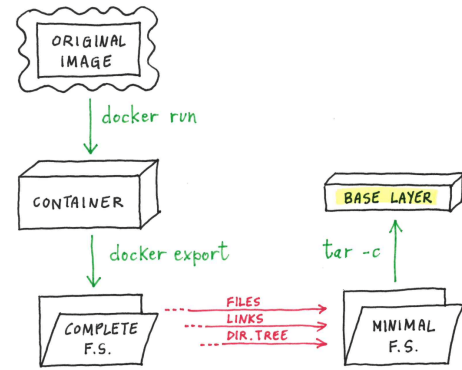 ORIGINAL
IMAGE
docker run
CONTAINER
BASE LAYER
docker export
tar -c
FILES
LINKS
DIR.TREE
COMPLETE
F.S.
MINIMAL
F.S.